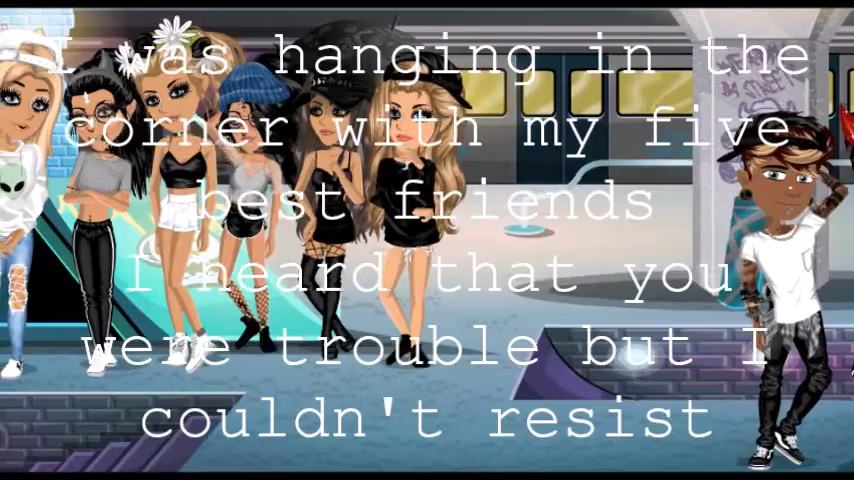 I was hanging in the
corner with my five
best friends
I heard that you
were trouble but I
couldn't resist